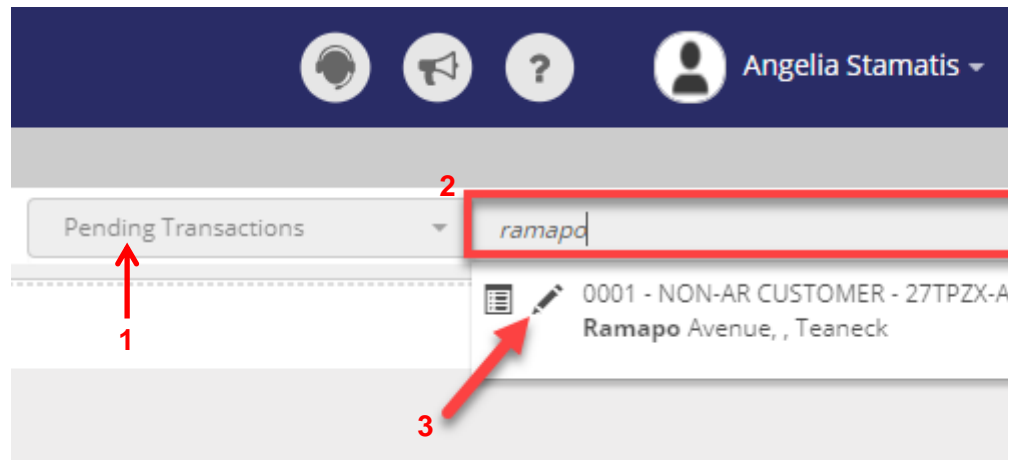 ?
Angelia Stamatis
2
Pending Transactions
ramapo
0001 - NON-AR CUSTOMER - 27TPZX-A
Ramapo Avenue, , Teaneck
1
3